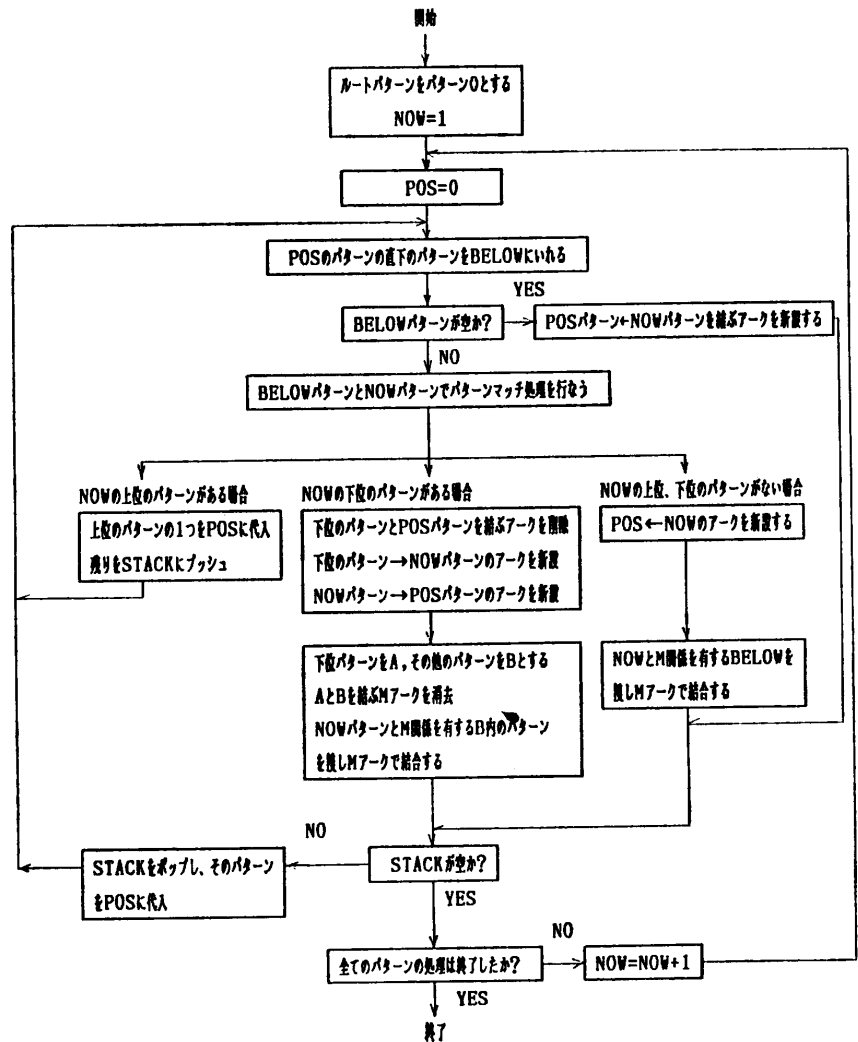 開始
ルートパターンをパターン0とする
NOW=1
POS=0
POSのパターンの直下のパターンをBELOWにいれる
YES
BELOWパターンが空か?
POSパターン←NOWパターンを結ぶアークを新設する
NO
BELOWパターンとNOWパターンでパターンマッチ処理を行なう
NOWの上位のパターンがある場合
上位のパターンの1つをPOSに代入
残りをSTACKにプッシュ
NOWの下位のパターンがある場合
下位のパターンとPOSパターンを結ぶアークを削除
下位のパターン→NOWパターンのアークを新設
NOWパターン→POSパターンのアークを新設
NOWの上位、下位のパターンがない場合
POS←NOWのアークを新設する
下位パターンをA,その他のパターンをBとする
AとBを結ぶMアークを消去
NOWパターンとM関係を有するB内のパターン
を捜しMアークで結合する
NOWとM関係を有するBELOWを
捜しMアークで結合する
NO
STACKをポップし、そのパターン
をPOSに代入
STACKが空か?
YES
全てのパターンの処理は終了したか?
NO
NOW=NOW+1
YES
終了